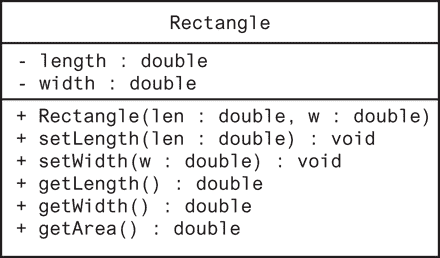 Rectangle
- length : double
- width : double
+ Rectangle(len : double, w : double)
+ setLength(len : double) : void
+ setWidth(w : double) : void
+ getLength() : double
+ getWidth() : double
+ getArea() : double